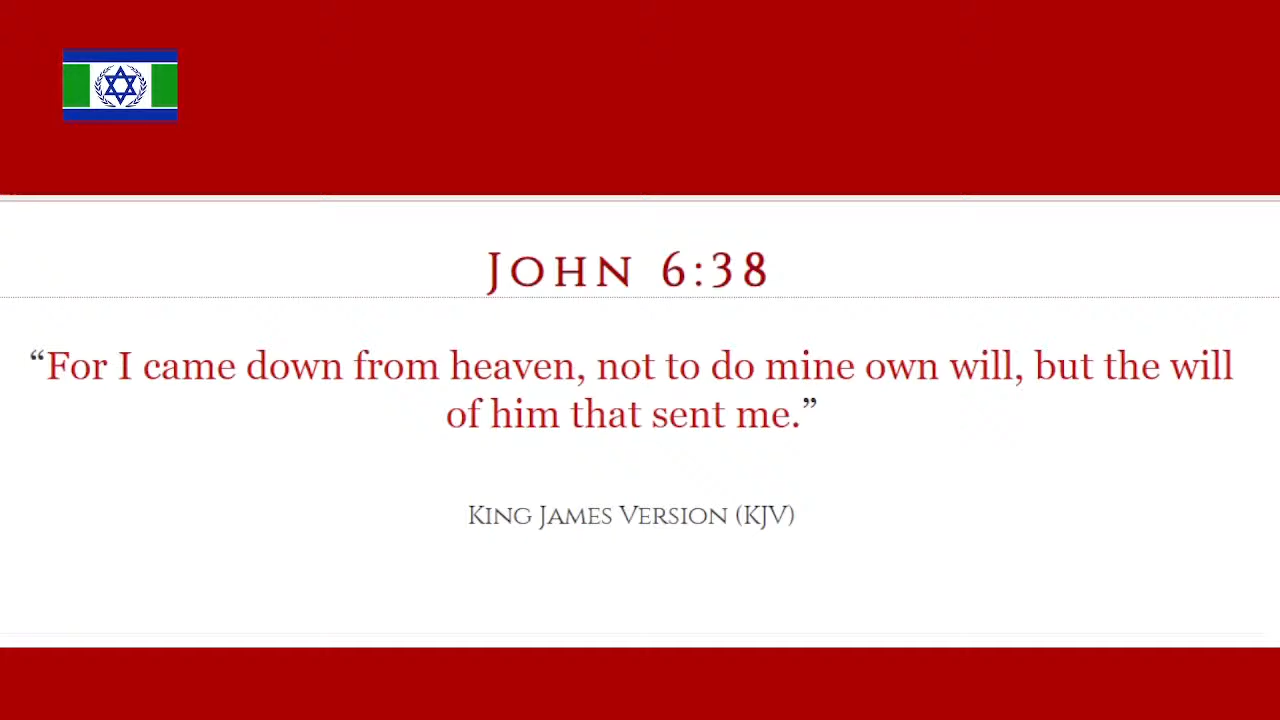 John 6:38
“For I came down from heaven, not to do mine own will, but the will
of him that sent me.”
King James Version (KJV)